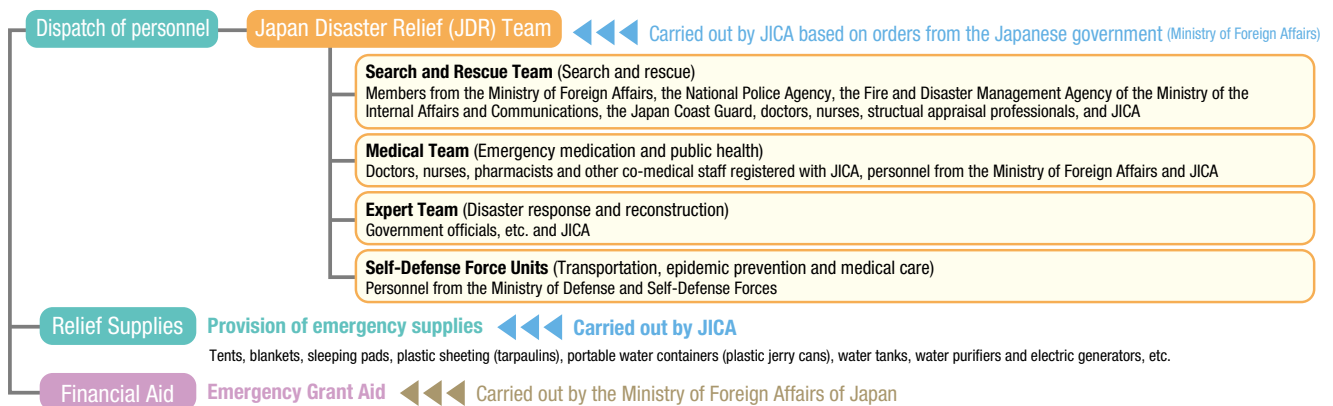 Dispatch of personnel
Japan Disaster Relief (JDR) Team
Carried out by JICA based on orders from the Japanese government (Ministry of Foreign Affairs)
Search and Rescue Team (Search and rescue)
Members from the Ministry of Foreign Affairs, the National Police Agency, the Fire and Disaster Management Agency of the Ministry of the
Internal Affairs and Communications, the Japan Coast Guard, doctors, nurses, structual appraisal professionals, and JICA
Medical Team (Emergency medication and public health)
Doctors, nurses, pharmacists and other co-medical staff registered with JICA, personnel from the Ministry of Foreign Affairs and JICA
Expert Team (Disaster response and reconstruction)
Government officials, etc. and JICA
Self-Defense Force Units (Transportation, epidemic prevention and medical care)
Personnel from the Ministry of Defense and Self-Defense Forces
Relief Supplies
Provision of emergency supplies
Carried out by JICA
Tents, blankets, sleeping pads, plastic sheeting (tarpaulins), portable water containers (plastic jerry cans), water tanks, water purifiers and electric generators, etc.
Financial Aid
Emergency Grant Aid
Carried out by the Ministry of Foreign Affairs of Japan